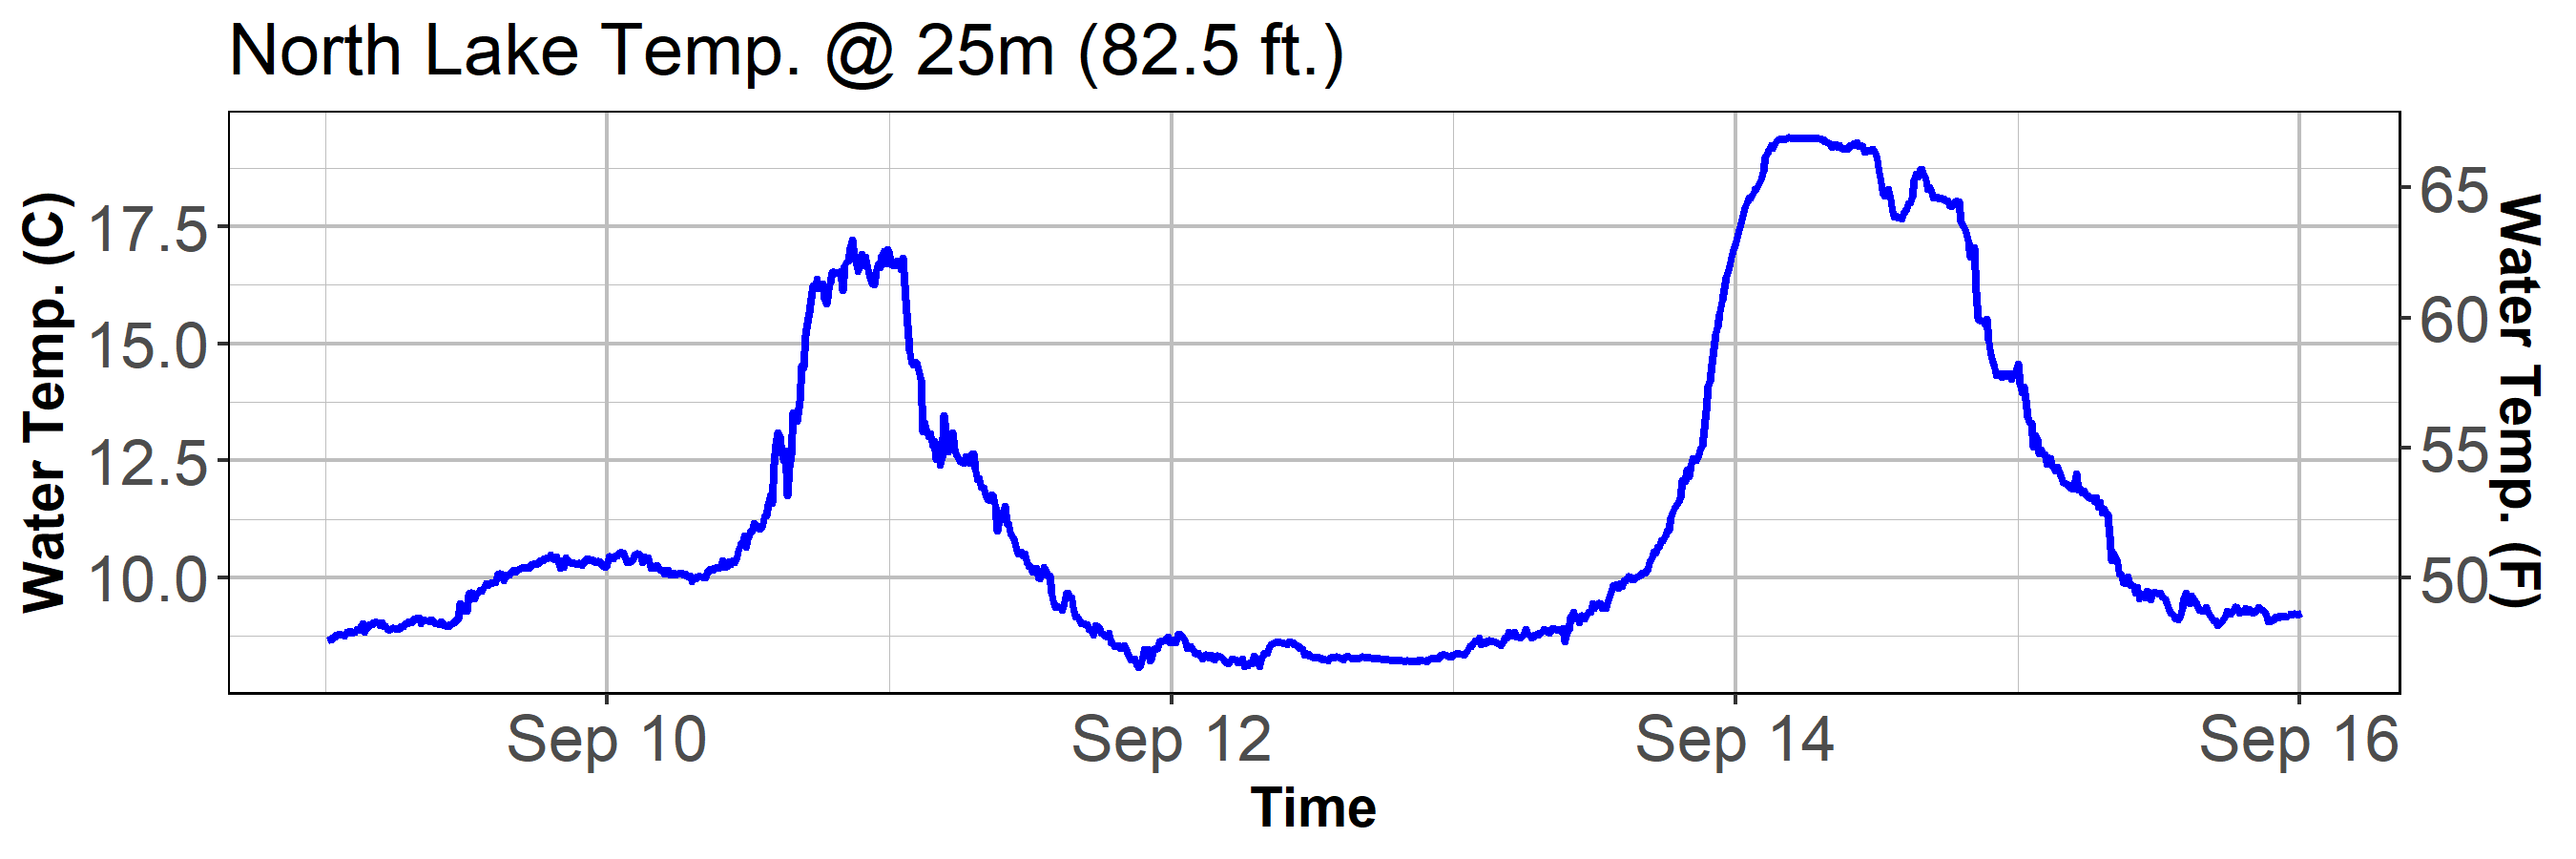 North Lake Temp. @ 25m (82.5 ft.)
Water Temp. (C)
17.5
15.0
12.5
10.0
65
60
55
50
Water Temp. (F)
Sep 10
Sep 12
Sep 14
Sep 16
Time